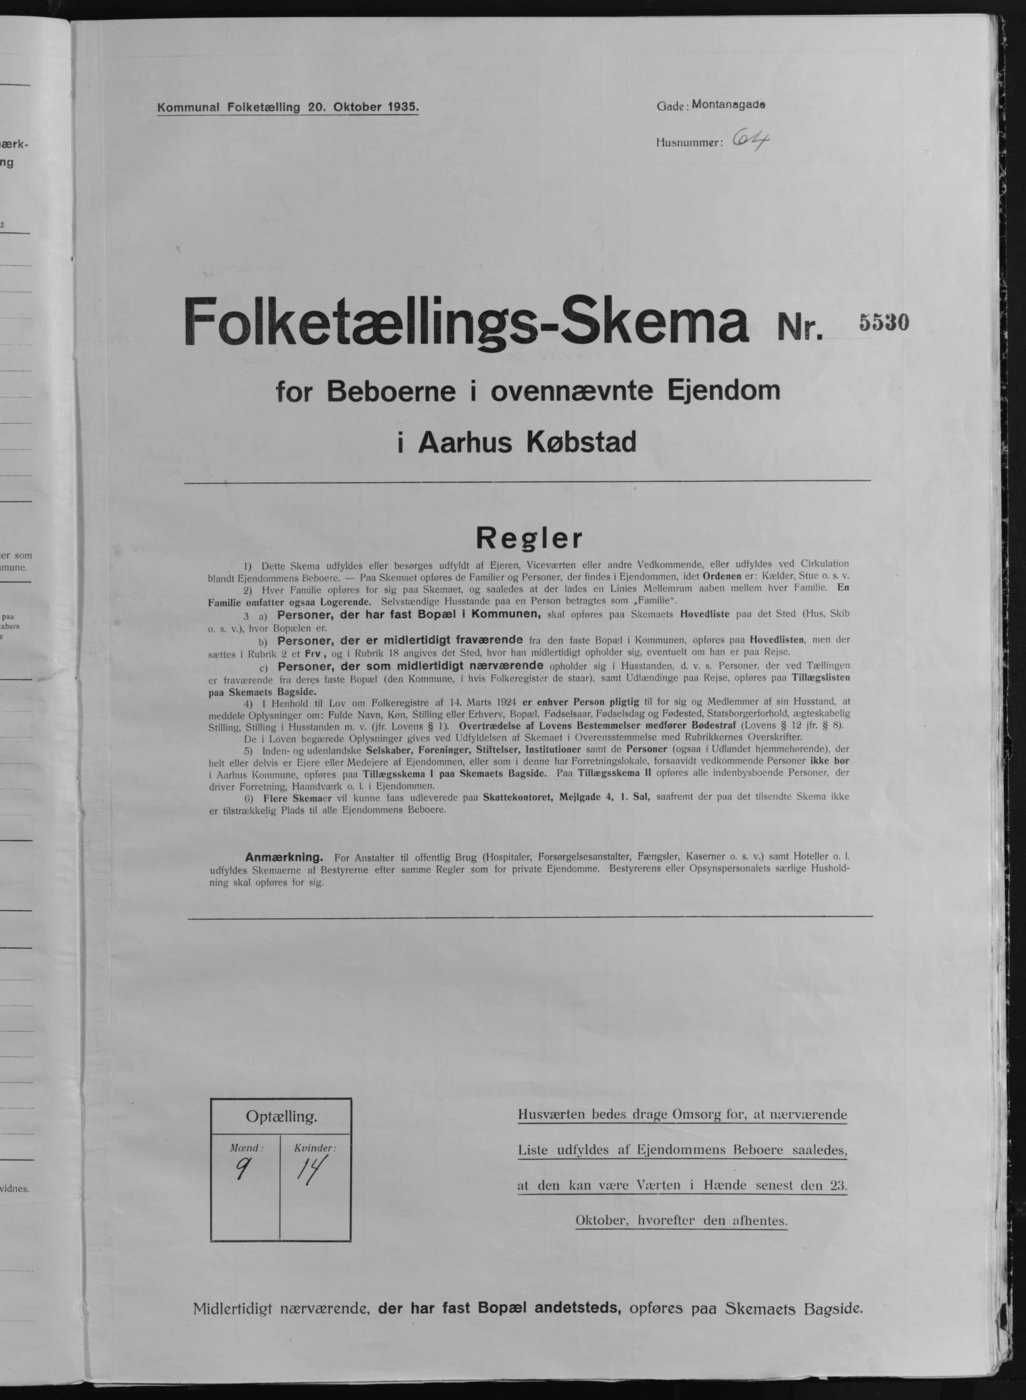 ærk-
ng
2
er som
mune.
paa
tabers
e
vidnes.
Kommunal Folketælling 20. Oktober 1935.
Gade: Montanagade
Husnummer: 64
Folketællings-Skema Nr. 5530
for Beboerne i ovennævnte Ejendom
i Aarhus Købstad
Regler
1) Dette Skema udfyldes eller besørges udfyldt af Ejeren, Viceværten eller andre Vedkommende, eller udfyldes ved Cirkulation
blandt Ejendommens Beboere. — Paa Skemaet opføres de Familier og Personer, der findes i Ejendommen, idet Ordenen er: Kælder, Stue o. s. v.
2) Hver Familie opføres for sig paa Skemaet, og saaledes at der lades en Linies Mellemrum aaben mellem hver Familie. En
Familie omfatter ogsaa Logerende. Selvstændige Husstande paa en Person betragtes som „Familie".
3 a) Personer, der har fast Bopæl i Kommunen, skal opføres paa Skemaets Hovedliste paa det Sted (Hus, Skib
o. s. v.), hvor Bopælen er.
b) Personer, der er midlertidigt fraværende fra den faste Bopæl i Kommunen, opføres paa Hovedlisten, men der
sættes i Rubrik 2 et Frv, og i Rubrik 18 angives det Sted, hvor han midlertidigt opholder sig, eventuelt om han er paa Rejse.
c) Personer, der som midlertidigt nærværende opholder sig i Husstanden, d. v. s. Personer, der ved Tællingen
er fraværende fra deres faste Bopæl (den Kommune, i hvis Folkeregister de staar), samt Udlændinge paa Rejse, opføres paa Tillægslisten
paa Skemaets Bagside.
4) I Henhold til Lov om Folkeregistre af 14. Marts 1924 er enhver Person pligtig til for sig og Medlemmer af sin Husstand, at
meddele Oplysninger om: Fulde Navn, Køn, Stilling eller Erhverv, Bopæl, Fødselsaar, Fødselsdag og Fødested, Statsborgerforhold, ægteskabelig
Stilling, Stilling i Husstanden m. v. (jfr. Lovens § 1). Overtrædelse af Lovens Bestemmelser medfører Bødestraf (Lovens § 12 jfr. § 8).
De i Loven begærede Oplysninger gives ved Udfyldelsen af Skemaet i Overensstemmelse med Rubrikkernes Overskrifter.
5) Inden- og udenlandske Selskaber, Foreninger, Stiftelser, Institutioner samt de Personer (ogsaa i Udlandet hjemmehørende), der
helt eller delvis er Ejere eller Medejere af Ejendommen, eller som i denne har Forretningslokale, forsaavidt vedkommende Personer ikke bor
i Aarhus Kommune, opføres paa Tillægsskema I paa Skemaets Bagside. Paa Tillægsskema II opføres alle indenbysboende Personer, der
driver Forretning, Haandværk o. l. i Ejendommen.
6) Flere Skemaer vil kunne faas udleverede paa Skattekontoret, Mejlgade 4, 1. Sal, saafremt der paa det tilsendte Skema ikke
er tilstrækkelig Plads til alle Ejendommens Beboere.
Anmærkning. For Anstalter til offentlig Brug (Hospitaler, Forsørgelsesanstalter, Fængsler, Kaserner o. s. v.) samt Hoteller o. l.
udfyldes Skemaerne af Bestyrerne efter samme Regler som for private Ejendomme. Bestyrerens eller Opsynspersonalets særlige Hushold-
ning skal opføres for sig.
Optælling.
Mænd: Kvinder:
9 14
Husværten bedes drage Omsorg for, at nærværende
Liste udfyldes af Ejendommens Beboere saaledes,
at den kan være Værten i Hænde senest den 23.
Oktober, hvorefter den afhentes.
Midlertidigt nærværende, der har fast Bopæl andetsteds, opføres paa Skemaets Bagside.